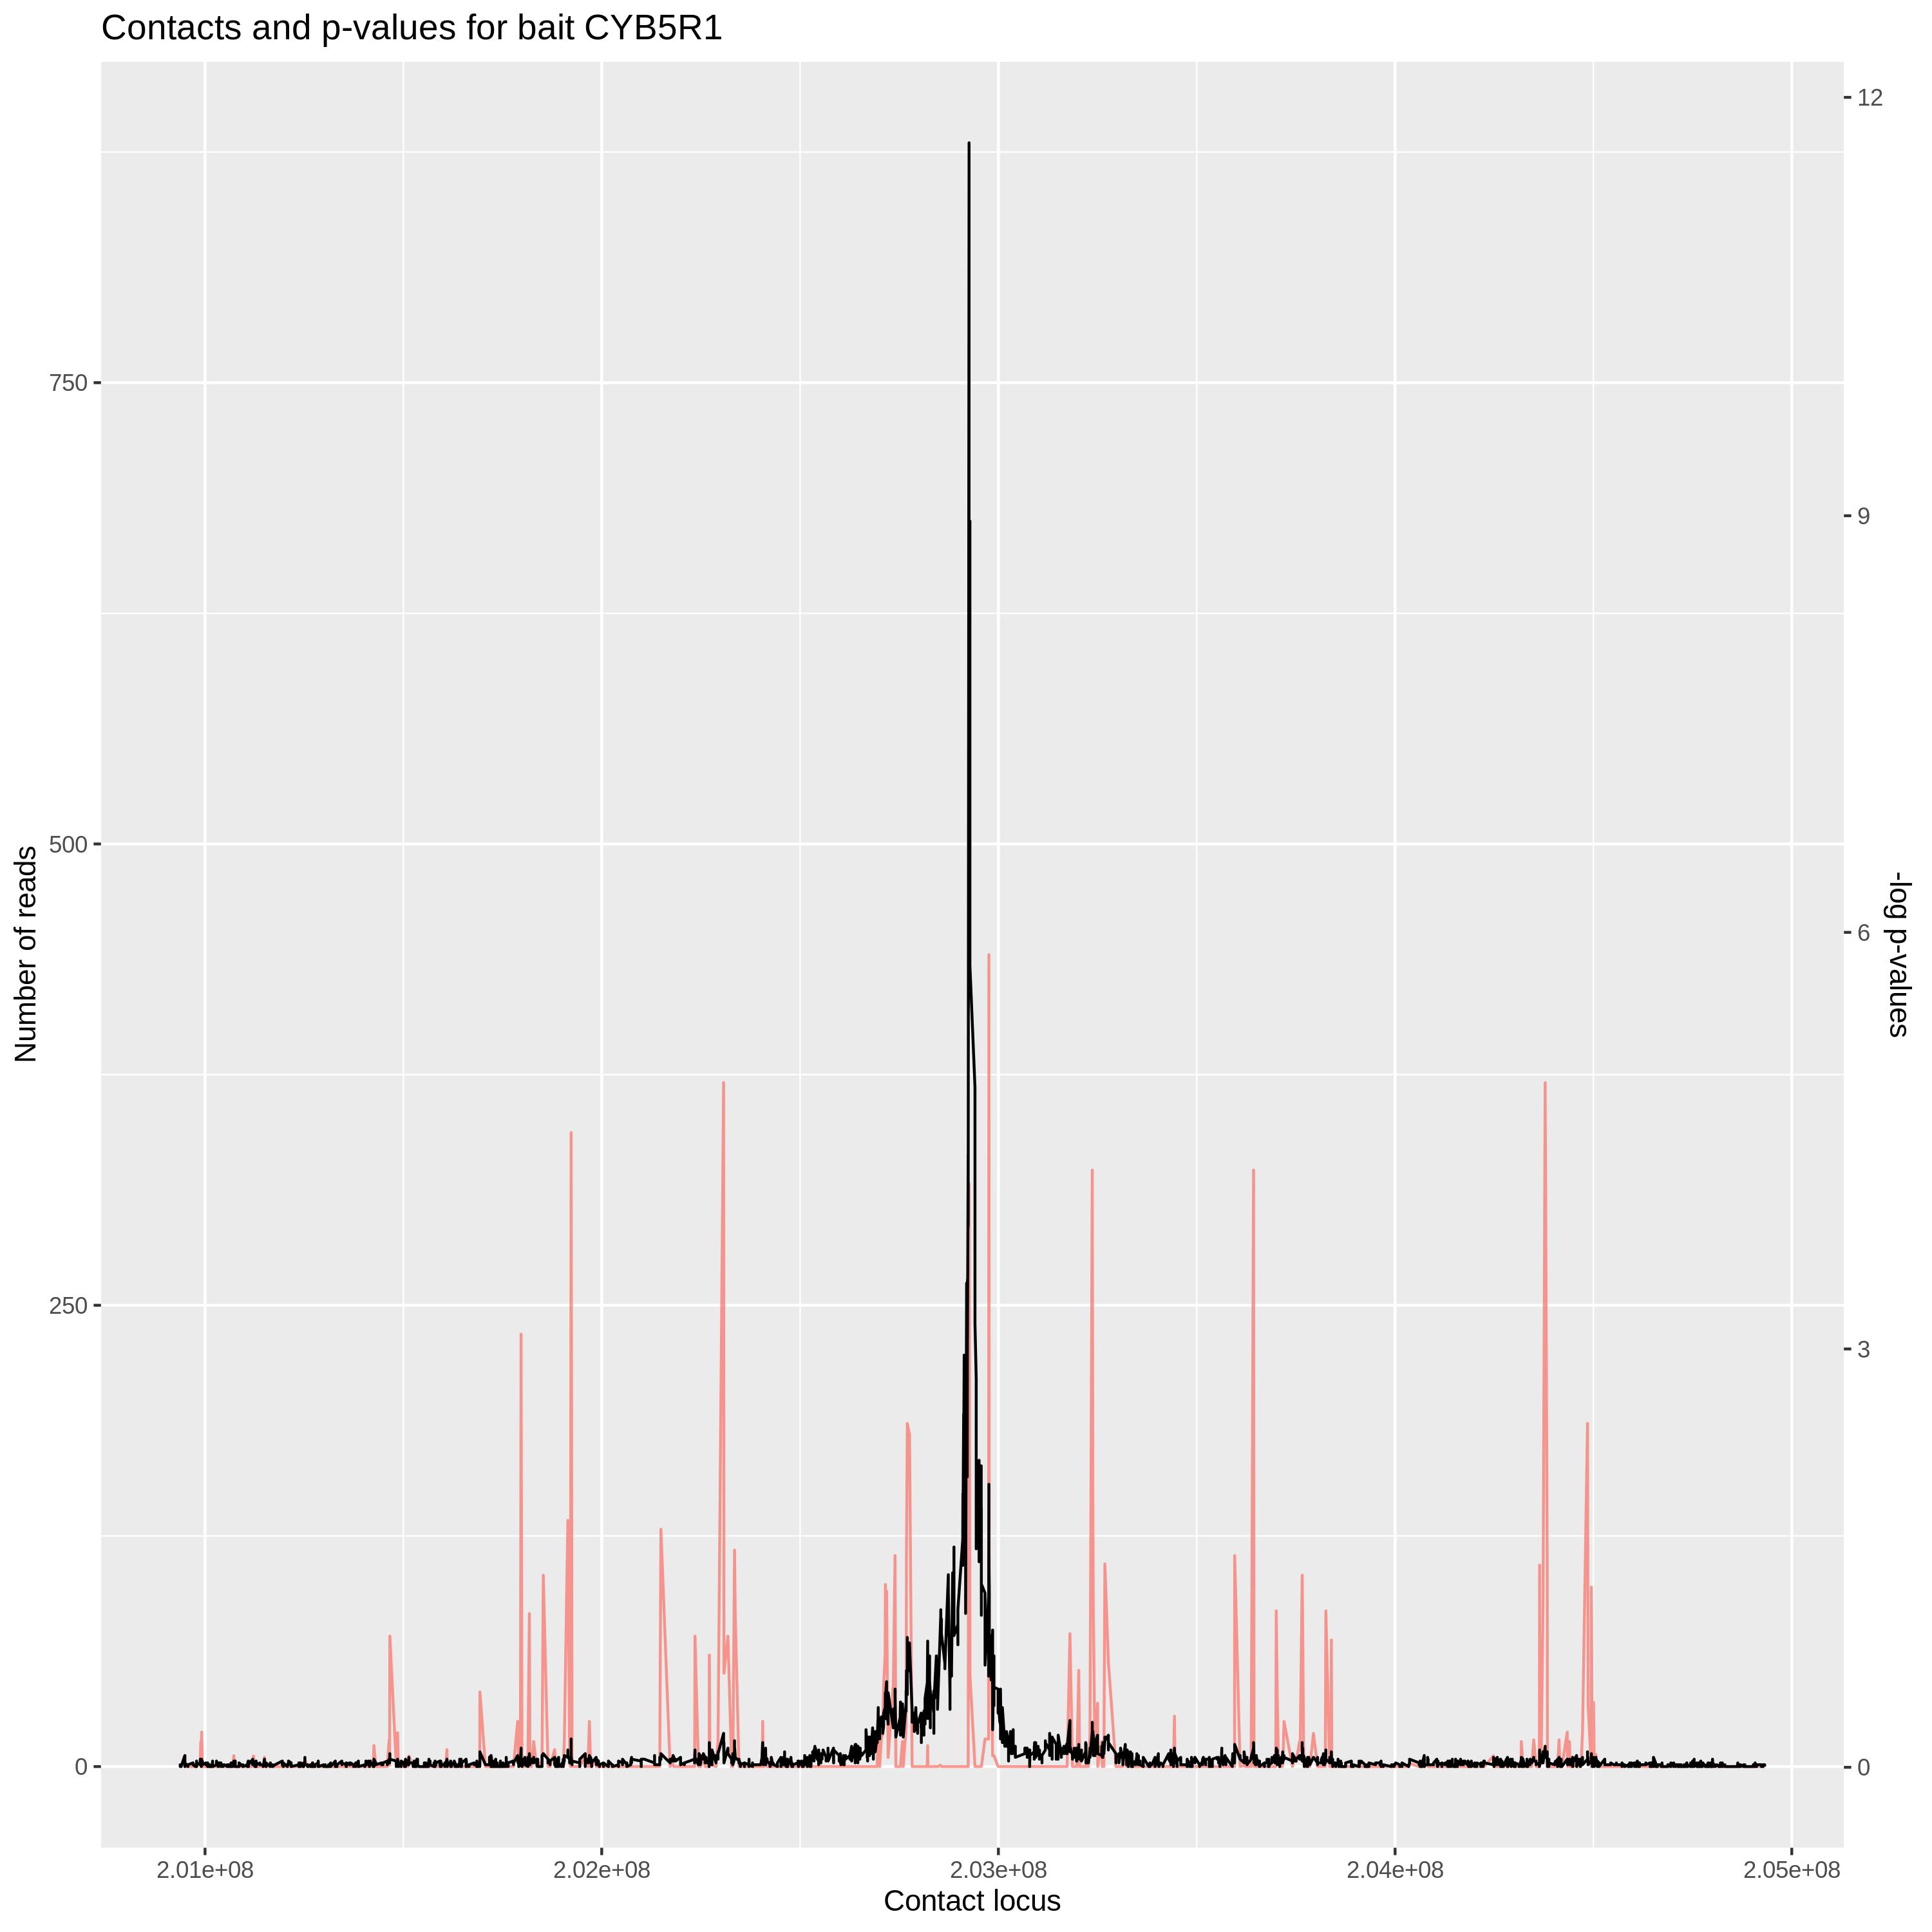 Contacts and p-values for bait CYB5R1
12
9
6
3
0
-log p-values
750
500
250
0
Number of reads
2.01e+08 2.02e+08 2.03e+08 2.04e+08 2.05e+08
Contact locus